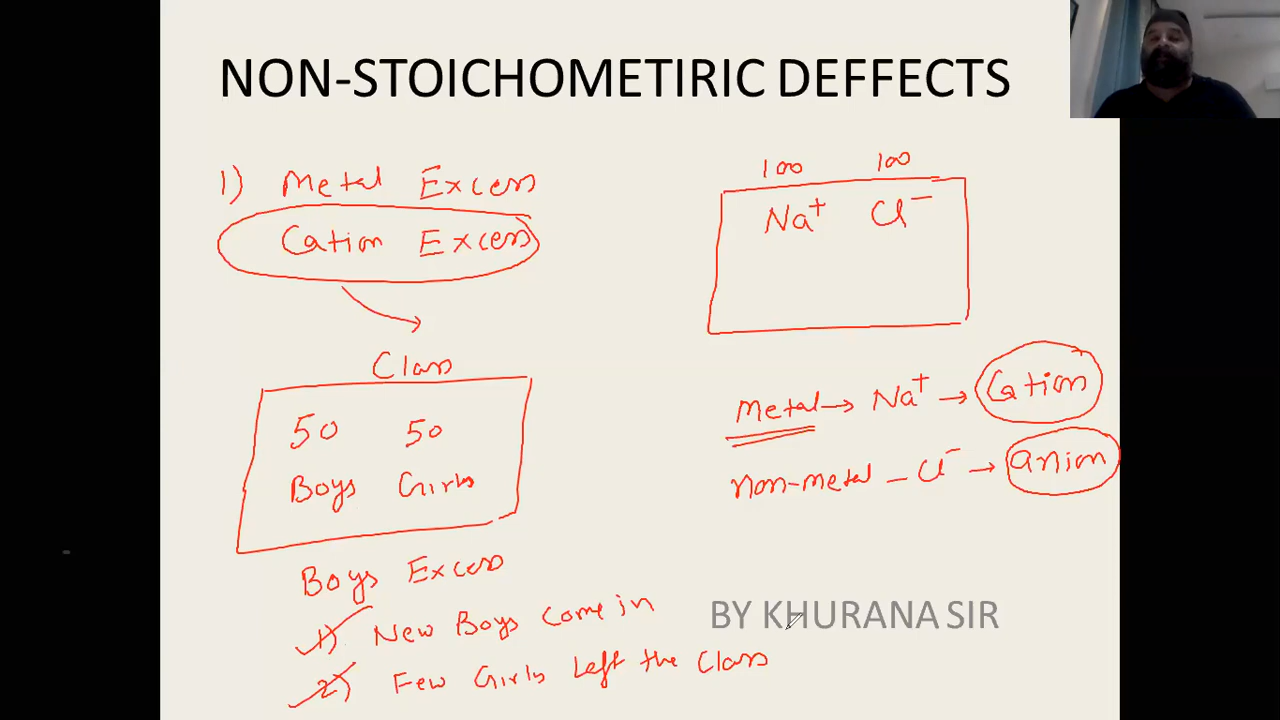 NON-STOICHOMETIRIC DEFFECTS
1) Metal Excess
Cation Excess
Class
50 50
Boys Girls
Boys Excess
1) New Boys come in
2) Few Girls Left the Class
100 100
Na+ Cl-
Metal → Na+ → Cation
non-metal - Cl- → anion
BY KHURANA SIR